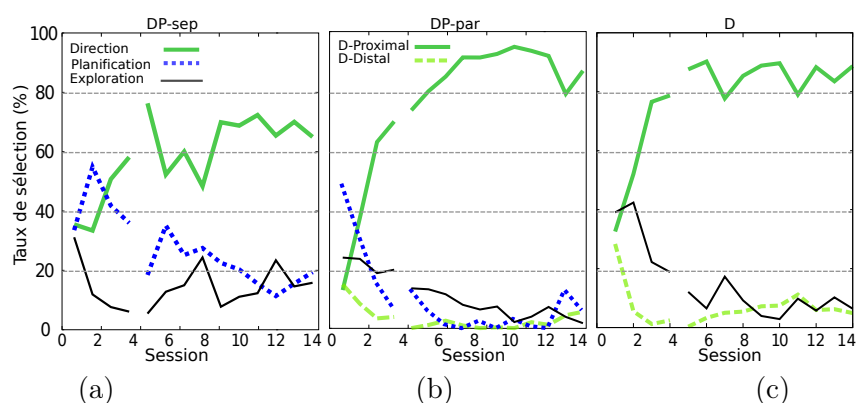 DP-sep DP-par D
Taux de sélection (%)
100
80
60
40
20
0
Direction
Planification
Exploration
D-Proximal
D-Distal
0 2 4 6 8 10 12 14 0 2 4 6 8 10 12 14 0 2 4 6 8 10 12 14
Session Session Session
(a) (b) (c)